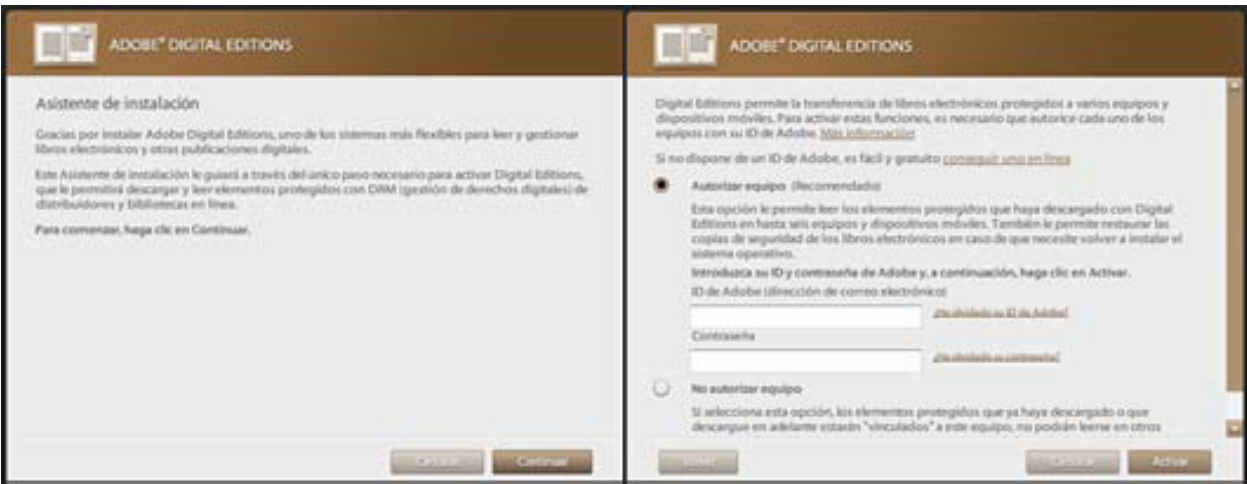 ADOBE® DIGITAL EDITIONS
Asistente de instalación
Gracias por instalar Adobe Digital Editions, uno de los sistemas más flexibles para leer y gestionar
libros electrónicos y otras publicaciones digitales.
Este Asistente de instalación le guiará a través del único paso necesario para activar Digital Editions,
que le permitirá descargar y leer elementos protegidos con DRM (gestión de derechos digitales) de
distribuidores y bibliotecas en línea.
Para comenzar, haga clic en Continuar.
Cancelar Continuar
ADOBE® DIGITAL EDITIONS
Digital Editions permite la transferencia de libros electrónicos protegidos a varios equipos y
dispositivos móviles. Para activar estas funciones, es necesario que autorice cada uno de los
equipos con su ID de Adobe. Más información
Si no dispone de un ID de Adobe, es fácil y gratuito conseguir uno en línea
Autorizar equipo (Recomendado)
Esta opción le permite leer los elementos protegidos que haya descargado con Digital
Editions en hasta seis equipos y dispositivos móviles. También le permite restaurar las
copias de seguridad de los libros electrónicos en caso de que necesite volver a instalar el
sistema operativo.
Introduzca su ID y contraseña de Adobe y, a continuación, haga clic en Activar.
ID de Adobe (dirección de correo electrónico)
¿Ha olvidado su ID de Adobe?
Contraseña
¿Ha olvidado su contraseña?
No autorizar equipo
Si selecciona esta opción, los elementos protegidos que ya haya descargado o que
descargue en adelante estarán "vinculados" a este equipo, no podrán leerse en otros
Cancelar Activar